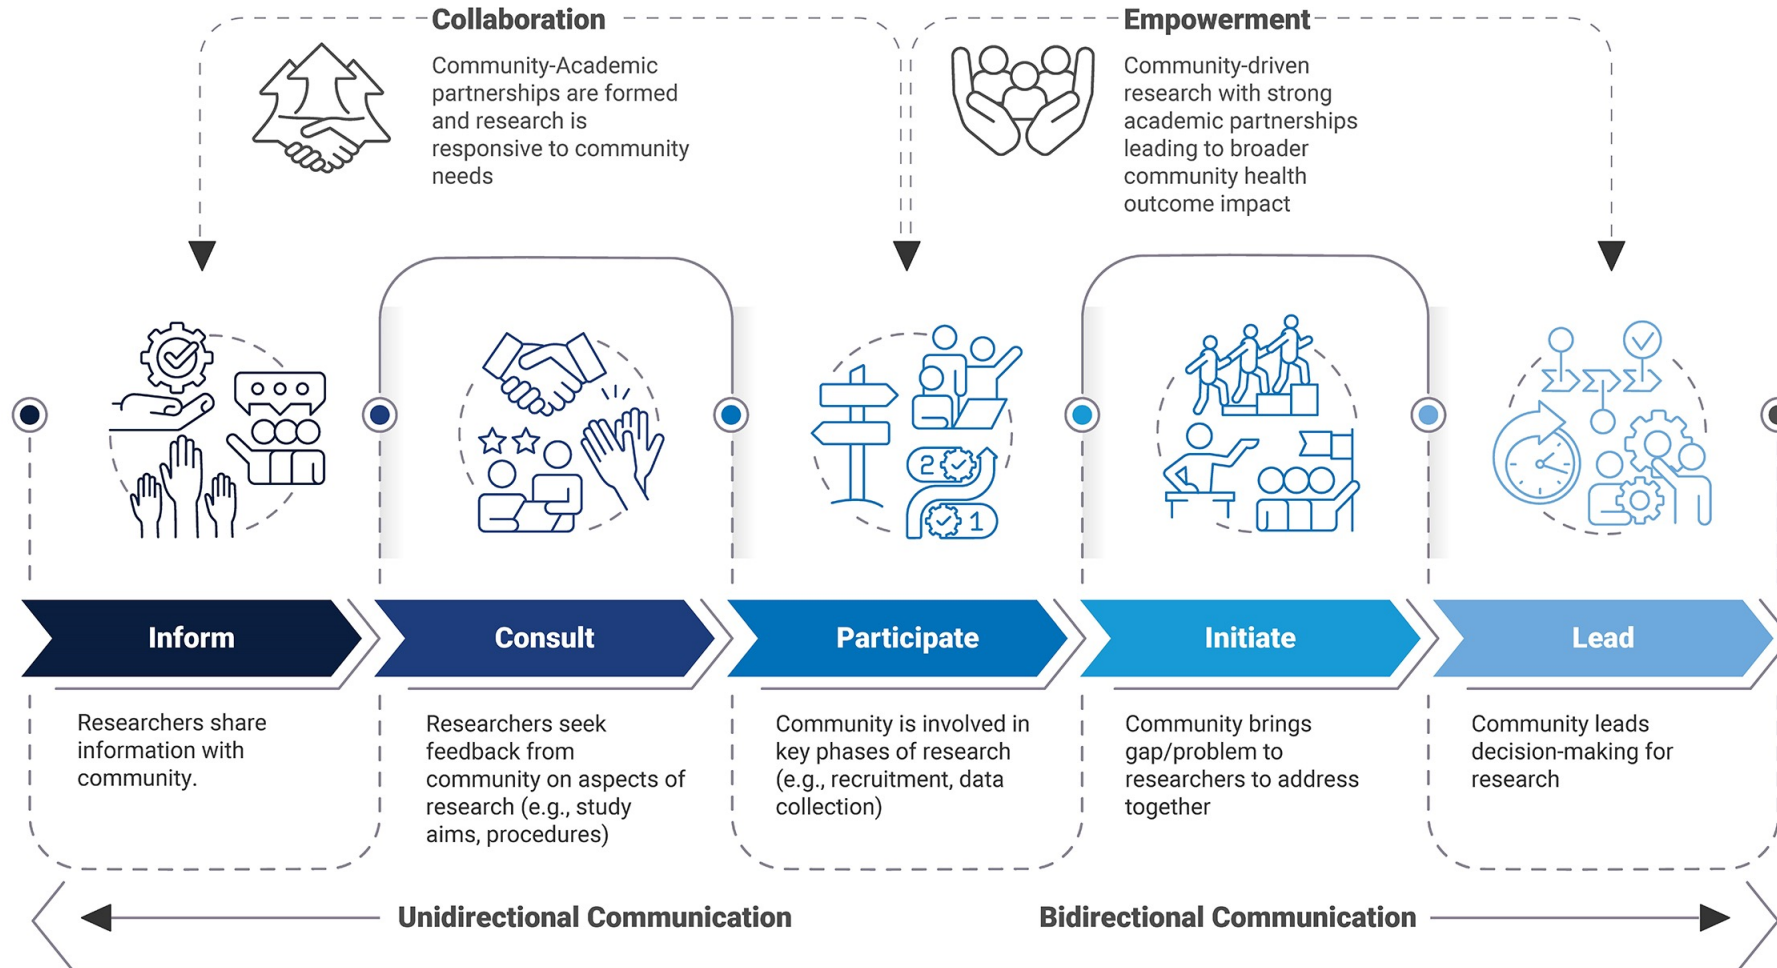 Collaboration
Community-Academic
partnerships are formed
and research is
responsive to community
needs
Empowerment
Community-driven
research with strong
academic partnerships
leading to broader
community health
outcome impact
2
1
Inform
Consult
Participate
Initiate
Lead
Researchers share
information with
community.
Researchers seek
feedback from
community on aspects of
research (e.g., study
aims, procedures)
Community is involved in
key phases of research
(e.g., recruitment, data
collection)
Community brings
gap/problem to
researchers to address
together
Community leads
decision-making for
research
Unidirectional Communication
Bidirectional Communication